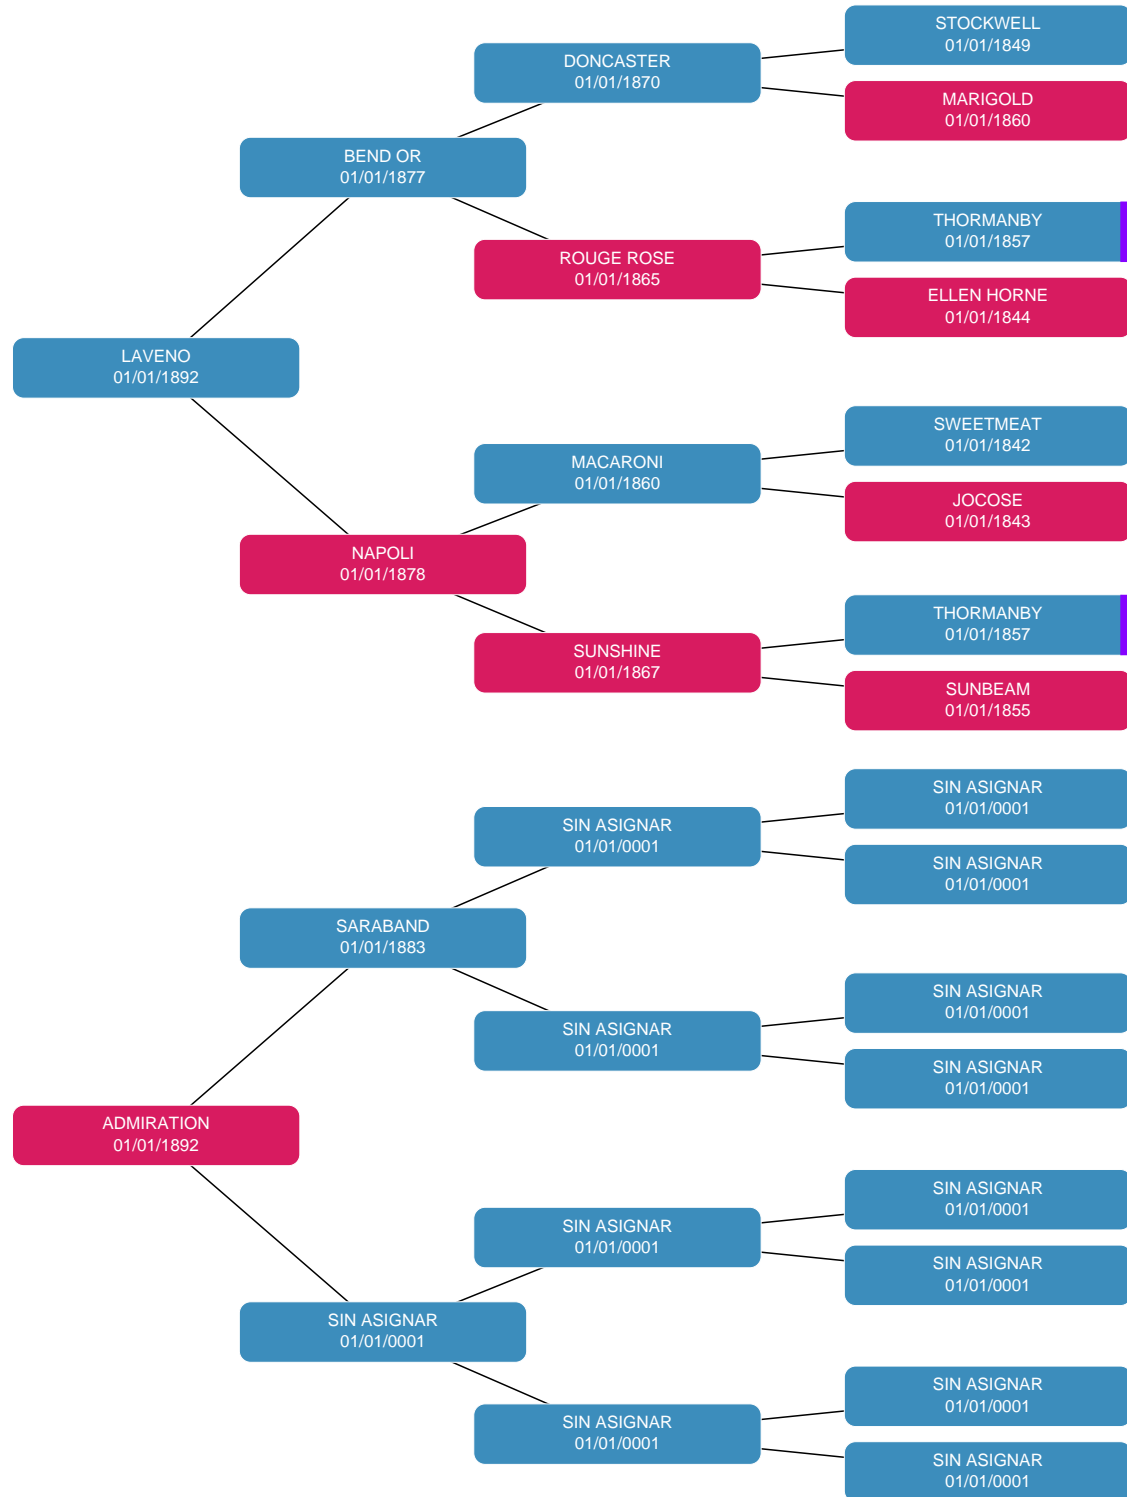 STOCKWELL
01/01/1849
DONCASTER
01/01/1870
MARIGOLD
01/01/1860
BEND OR
01/01/1877
THORMANBY
01/01/1857
ROUGE ROSE
01/01/1865
ELLEN HORNE
01/01/1844
LAVENO
01/01/1892
SWEETMEAT
01/01/1842
MACARONI
01/01/1860
JOCOSE
01/01/1843
NAPOLI
01/01/1878
THORMANBY
01/01/1857
SUNSHINE
01/01/1867
SUNBEAM
01/01/1855
SIN ASIGNAR
01/01/0001
SIN ASIGNAR
01/01/0001
SIN ASIGNAR
01/01/0001
SARABAND
01/01/1883
SIN ASIGNAR
01/01/0001
SIN ASIGNAR
01/01/0001
SIN ASIGNAR
01/01/0001
ADMIRATION
01/01/1892
SIN ASIGNAR
01/01/0001
SIN ASIGNAR
01/01/0001
SIN ASIGNAR
01/01/0001
SIN ASIGNAR
01/01/0001
SIN ASIGNAR
01/01/0001
SIN ASIGNAR
01/01/0001
SIN ASIGNAR
01/01/0001